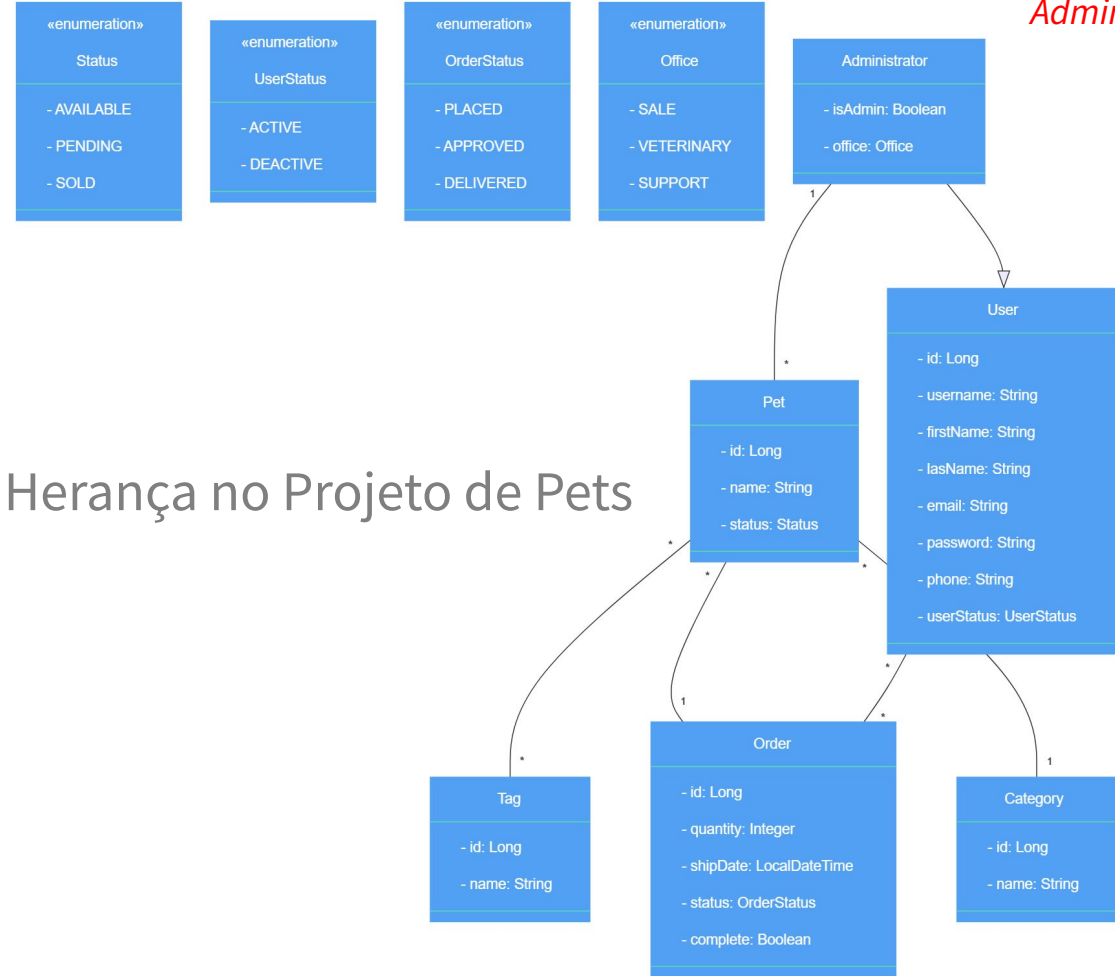 «enumeration»
Status
- AVAILABLE
- PENDING
- SOLD
«enumeration»
UserStatus
- ACTIVE
- DEACTIVE
«enumeration»
OrderStatus
- PLACED
- APPROVED
- DELIVERED
«enumeration»
Office
- SALE
- VETERINARY
- SUPPORT
Administrator
- isAdmin: Boolean
- office: Office
1
*
User
- id: Long
- username: String
- firstName: String
- lasName: String
- email: String
- password: String
- phone: String
- userStatus: UserStatus
Herança no Projeto de Pets
Pet
- id: Long
- name: String
- status: Status
*
*
*
*
1
*
*
1
Tag
- id: Long
- name: String
Order
- id: Long
- quantity: Integer
- shipDate: LocalDateTime
- status: OrderStatus
- complete: Boolean
Category
- id: Long
- name: String